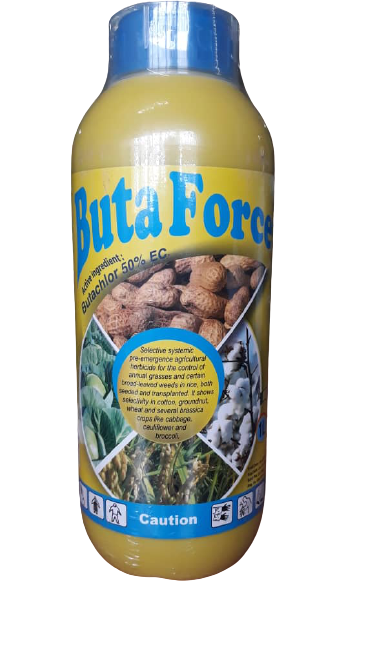 Buta Force
Active ingredient:
Butachlor 50% EC.
Selective systemic
pre-emergence agricultural
herbicide for the control of
annual grasses and certain
broad-leaved weeds in rice, both
seeded and transplanted. It shows
selectivity in cotton, groundnut,
wheat and several brassica
crops like cabbage,
cauliflower and
broccoli.
Caution